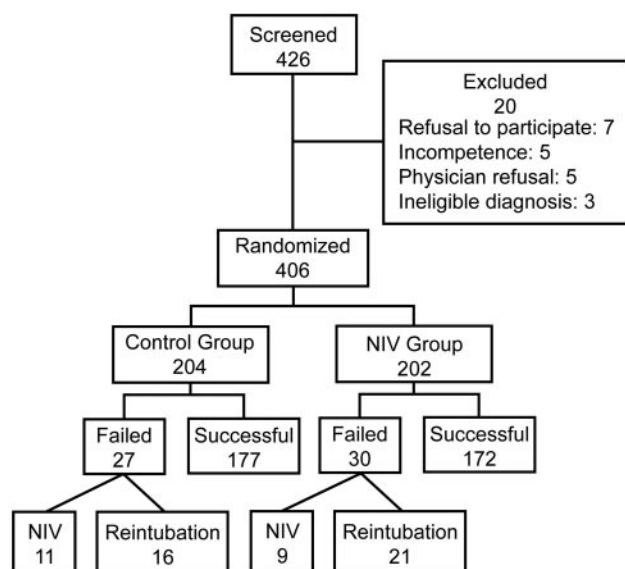 Screened
426
Excluded
20
Refusal to participate: 7
Incompetence: 5
Physician refusal: 5
Ineligible diagnosis: 3
Randomized
406
Control Group
204
NIV Group
202
Failed
27
Successful
177
Failed
30
Successful
172
NIV
11
Reintubation
16
NIV
9
Reintubation
21